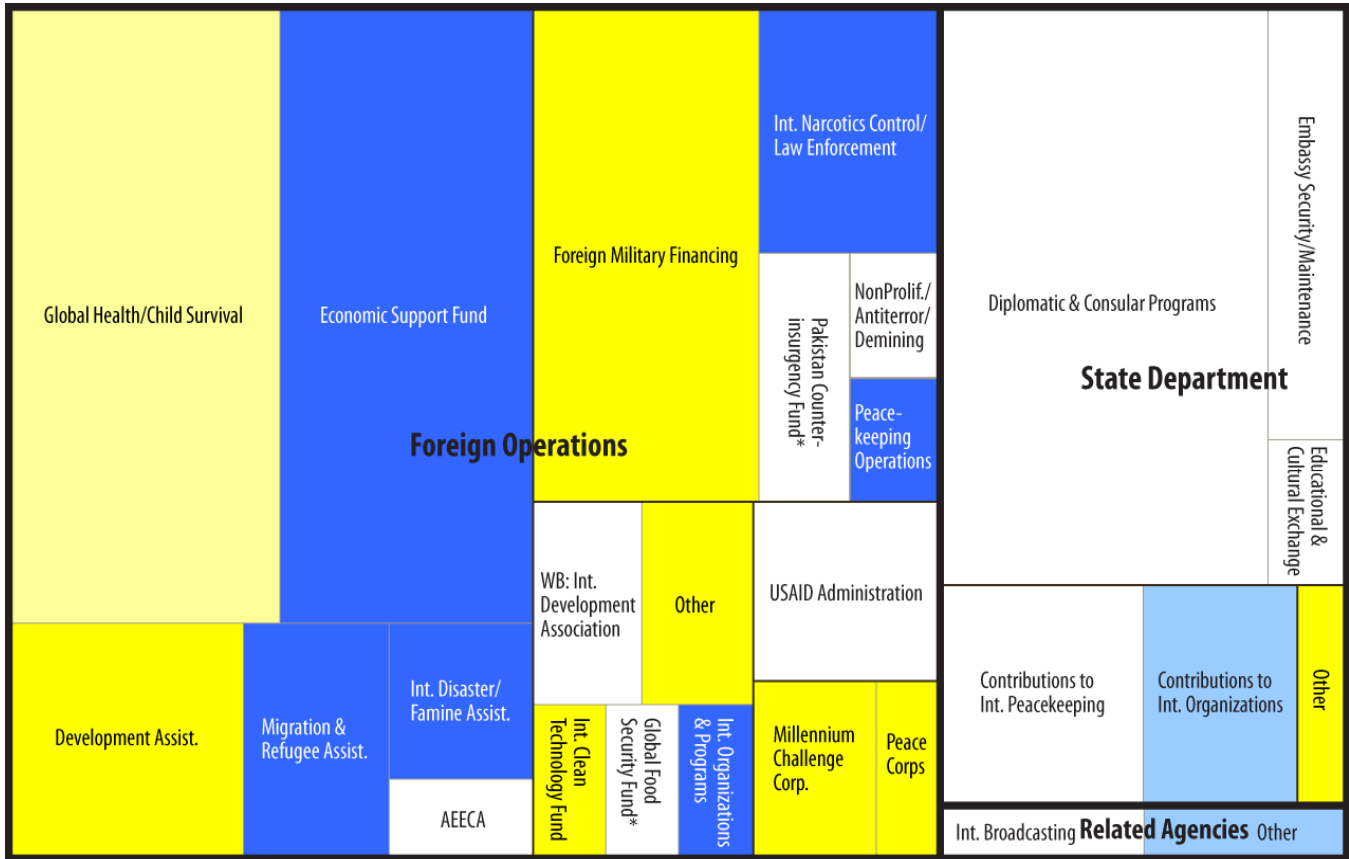 Global Health/Child Survival
Economic Support Fund
Foreign Military Financing
Int. Narcotics Control/
Law Enforcement
Pakistan Counter-
insurgency Fund*
NonProlif./
Antiterror/
Demining
Peace-
keeping
Operations
Foreign Operations
Development Assist.
Migration &
Refugee Assist.
Int. Disaster/
Famine Assist.
AEECA
WB: Int.
Development
Association
Other
USAID Administration
Int. Clean
Technology Fund
Global Food
Security Fund*
Int. Organizations
& Programs
Millennium
Challenge
Corp.
Peace
Corps
Diplomatic & Consular Programs
Embassy Security/Maintenance
State Department
Educational &
Cultural Exchange
Contributions to
Int. Peacekeeping
Contributions to
Int. Organizations
Other
Int. Broadcasting
Related Agencies
Other